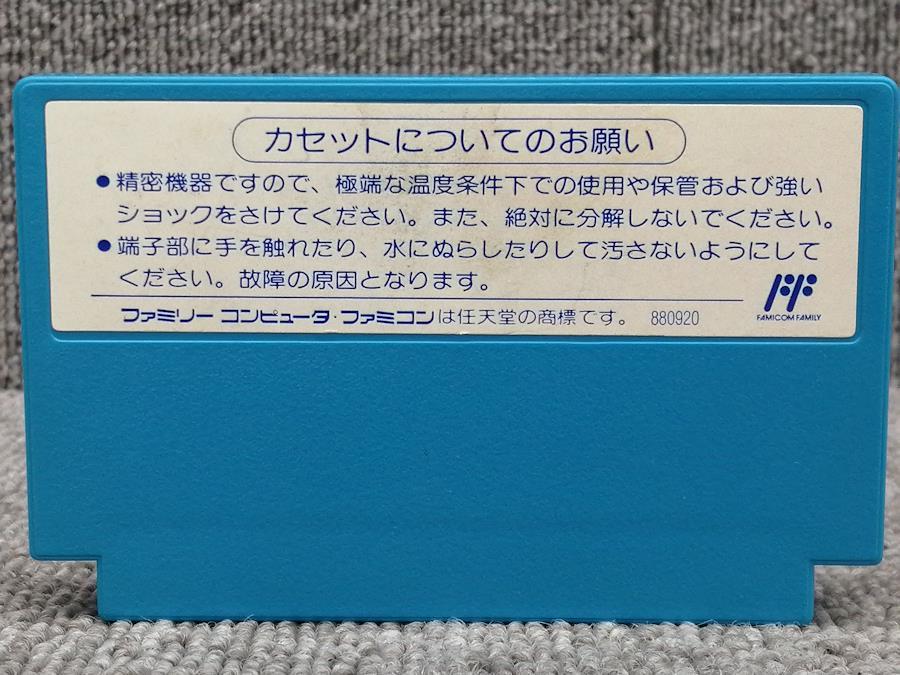 カセットについてのお願い
●精密機器ですので、極端な温度条件下での使用や保管および強い
ショックをさけてください。また、絶対に分解しないでください。
●端子部に手を触れたり、水にぬらしたりして汚さないようにして
ください。故障の原因となります。
ファミリー コンピュータ・ファミコンは任天堂の商標です。 880920
FAMICOM FAMILY